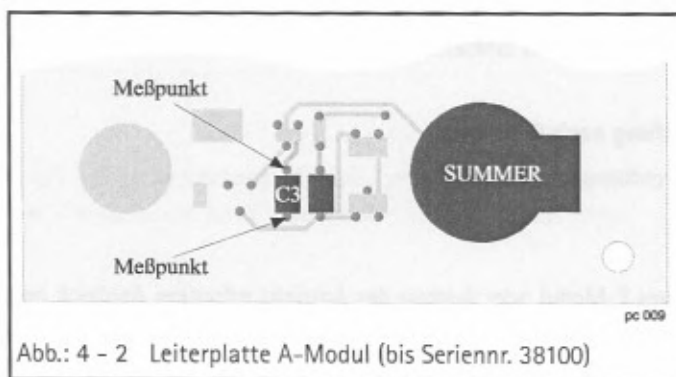 Meßpunkt
C3
SUMMER
Meßpunkt
pc 009
Abb.: 4 - 2 Leiterplatte A-Modul (bis Seriennr. 38100)